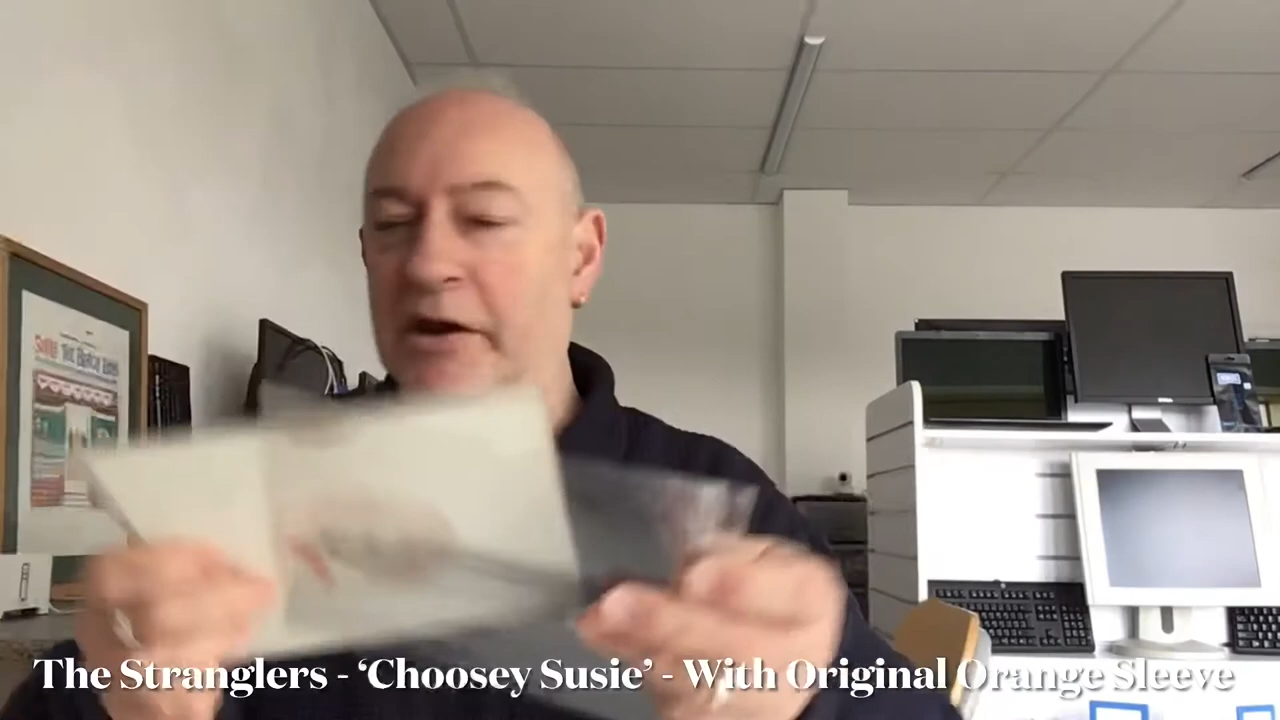 The Stranglers - ‘Choosey Susie’ - With Original Orange Sleeve